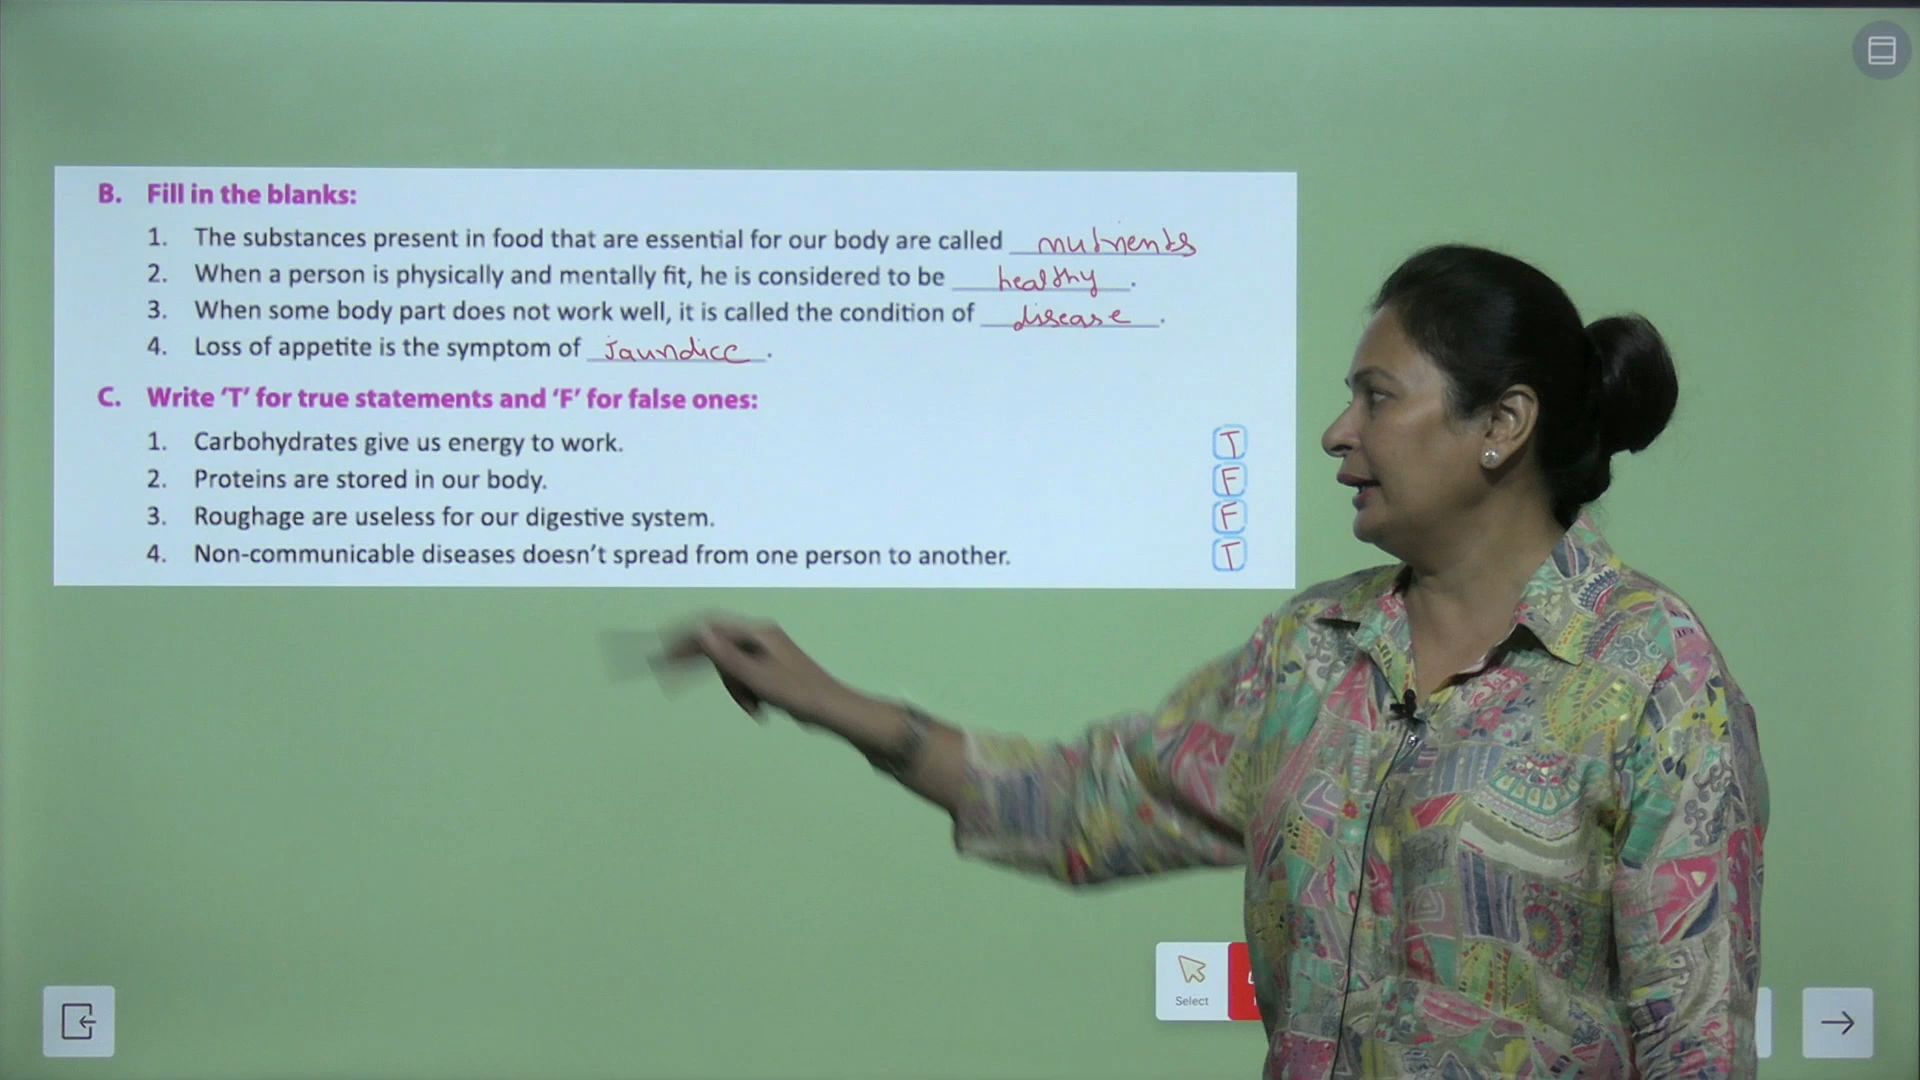 B. Fill in the blanks:
1. The substances present in food that are essential for our body are called nutrients
2. When a person is physically and mentally fit, he is considered to be healthy.
3. When some body part does not work well, it is called the condition of disease.
4. Loss of appetite is the symptom of Jaundice.
C. Write ‘T’ for true statements and ‘F’ for false ones:
1. Carbohydrates give us energy to work. T
2. Proteins are stored in our body. F
3. Roughage are useless for our digestive system. F
4. Non-communicable diseases doesn’t spread from one person to another. T
Select